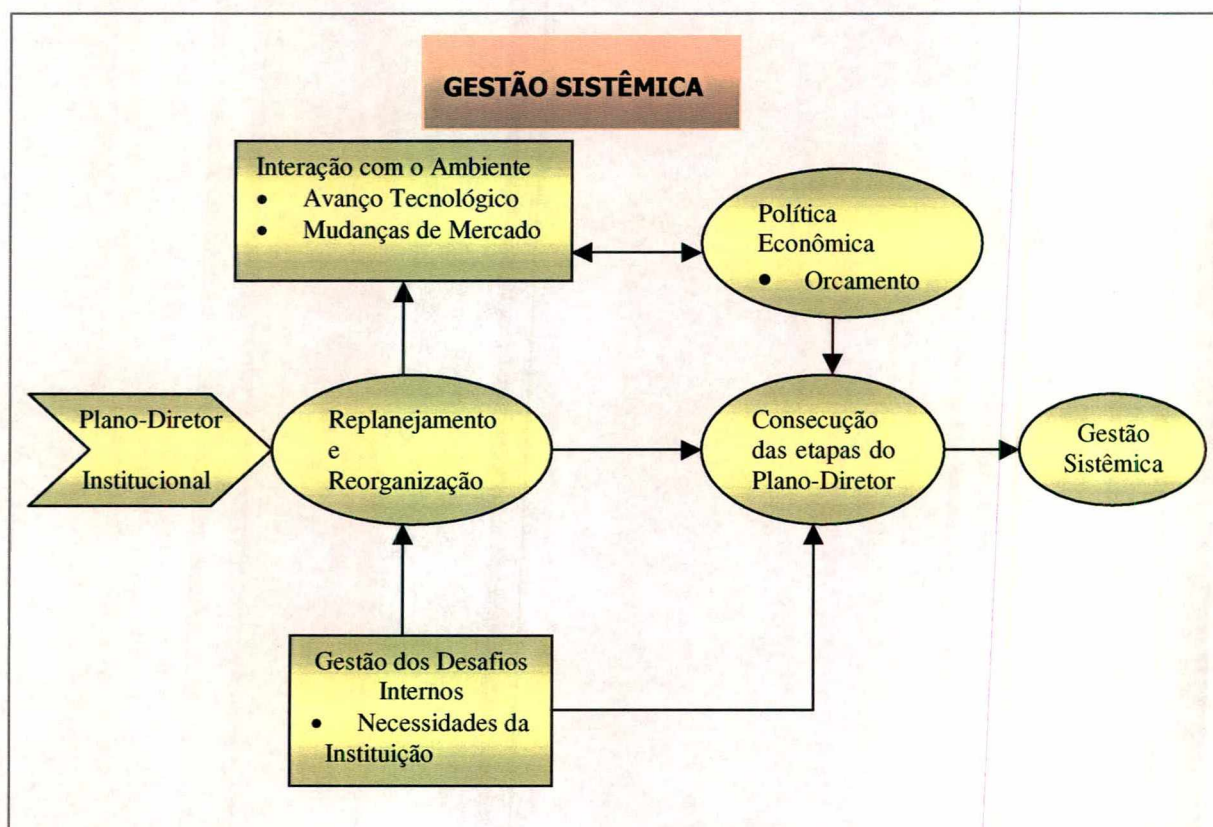 GESTÃO SISTÊMICA
Interação com o Ambiente
• Avanço Tecnológico
• Mudanças de Mercado
Política
Econômica
• Orcamento
Plano-Diretor
Institucional
Replanejamento
e
Reorganização
Consecução
das etapas do
Plano-Diretor
Gestão
Sistêmica
Gestão dos Desafios
Internos
• Necessidades da
Instituição